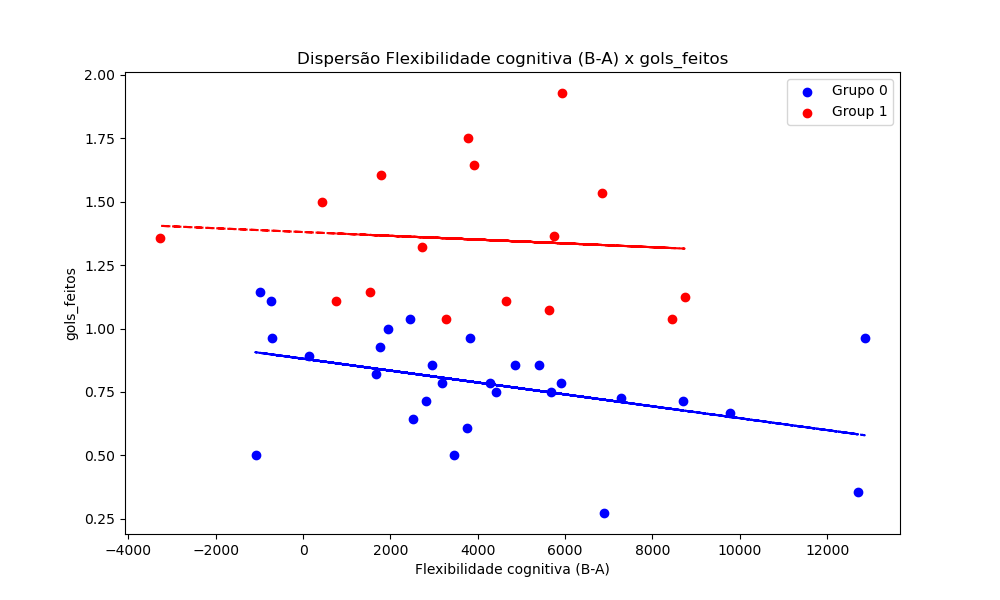 Dispersão Flexibilidade cognitiva (B-A) x gols_feitos
Grupo 0
Group 1
gols_feitos
2.00
1.75
1.50
1.25
1.00
0.75
0.50
0.25
−4000 −2000 0 2000 4000 6000 8000 10000 12000
Flexibilidade cognitiva (B-A)